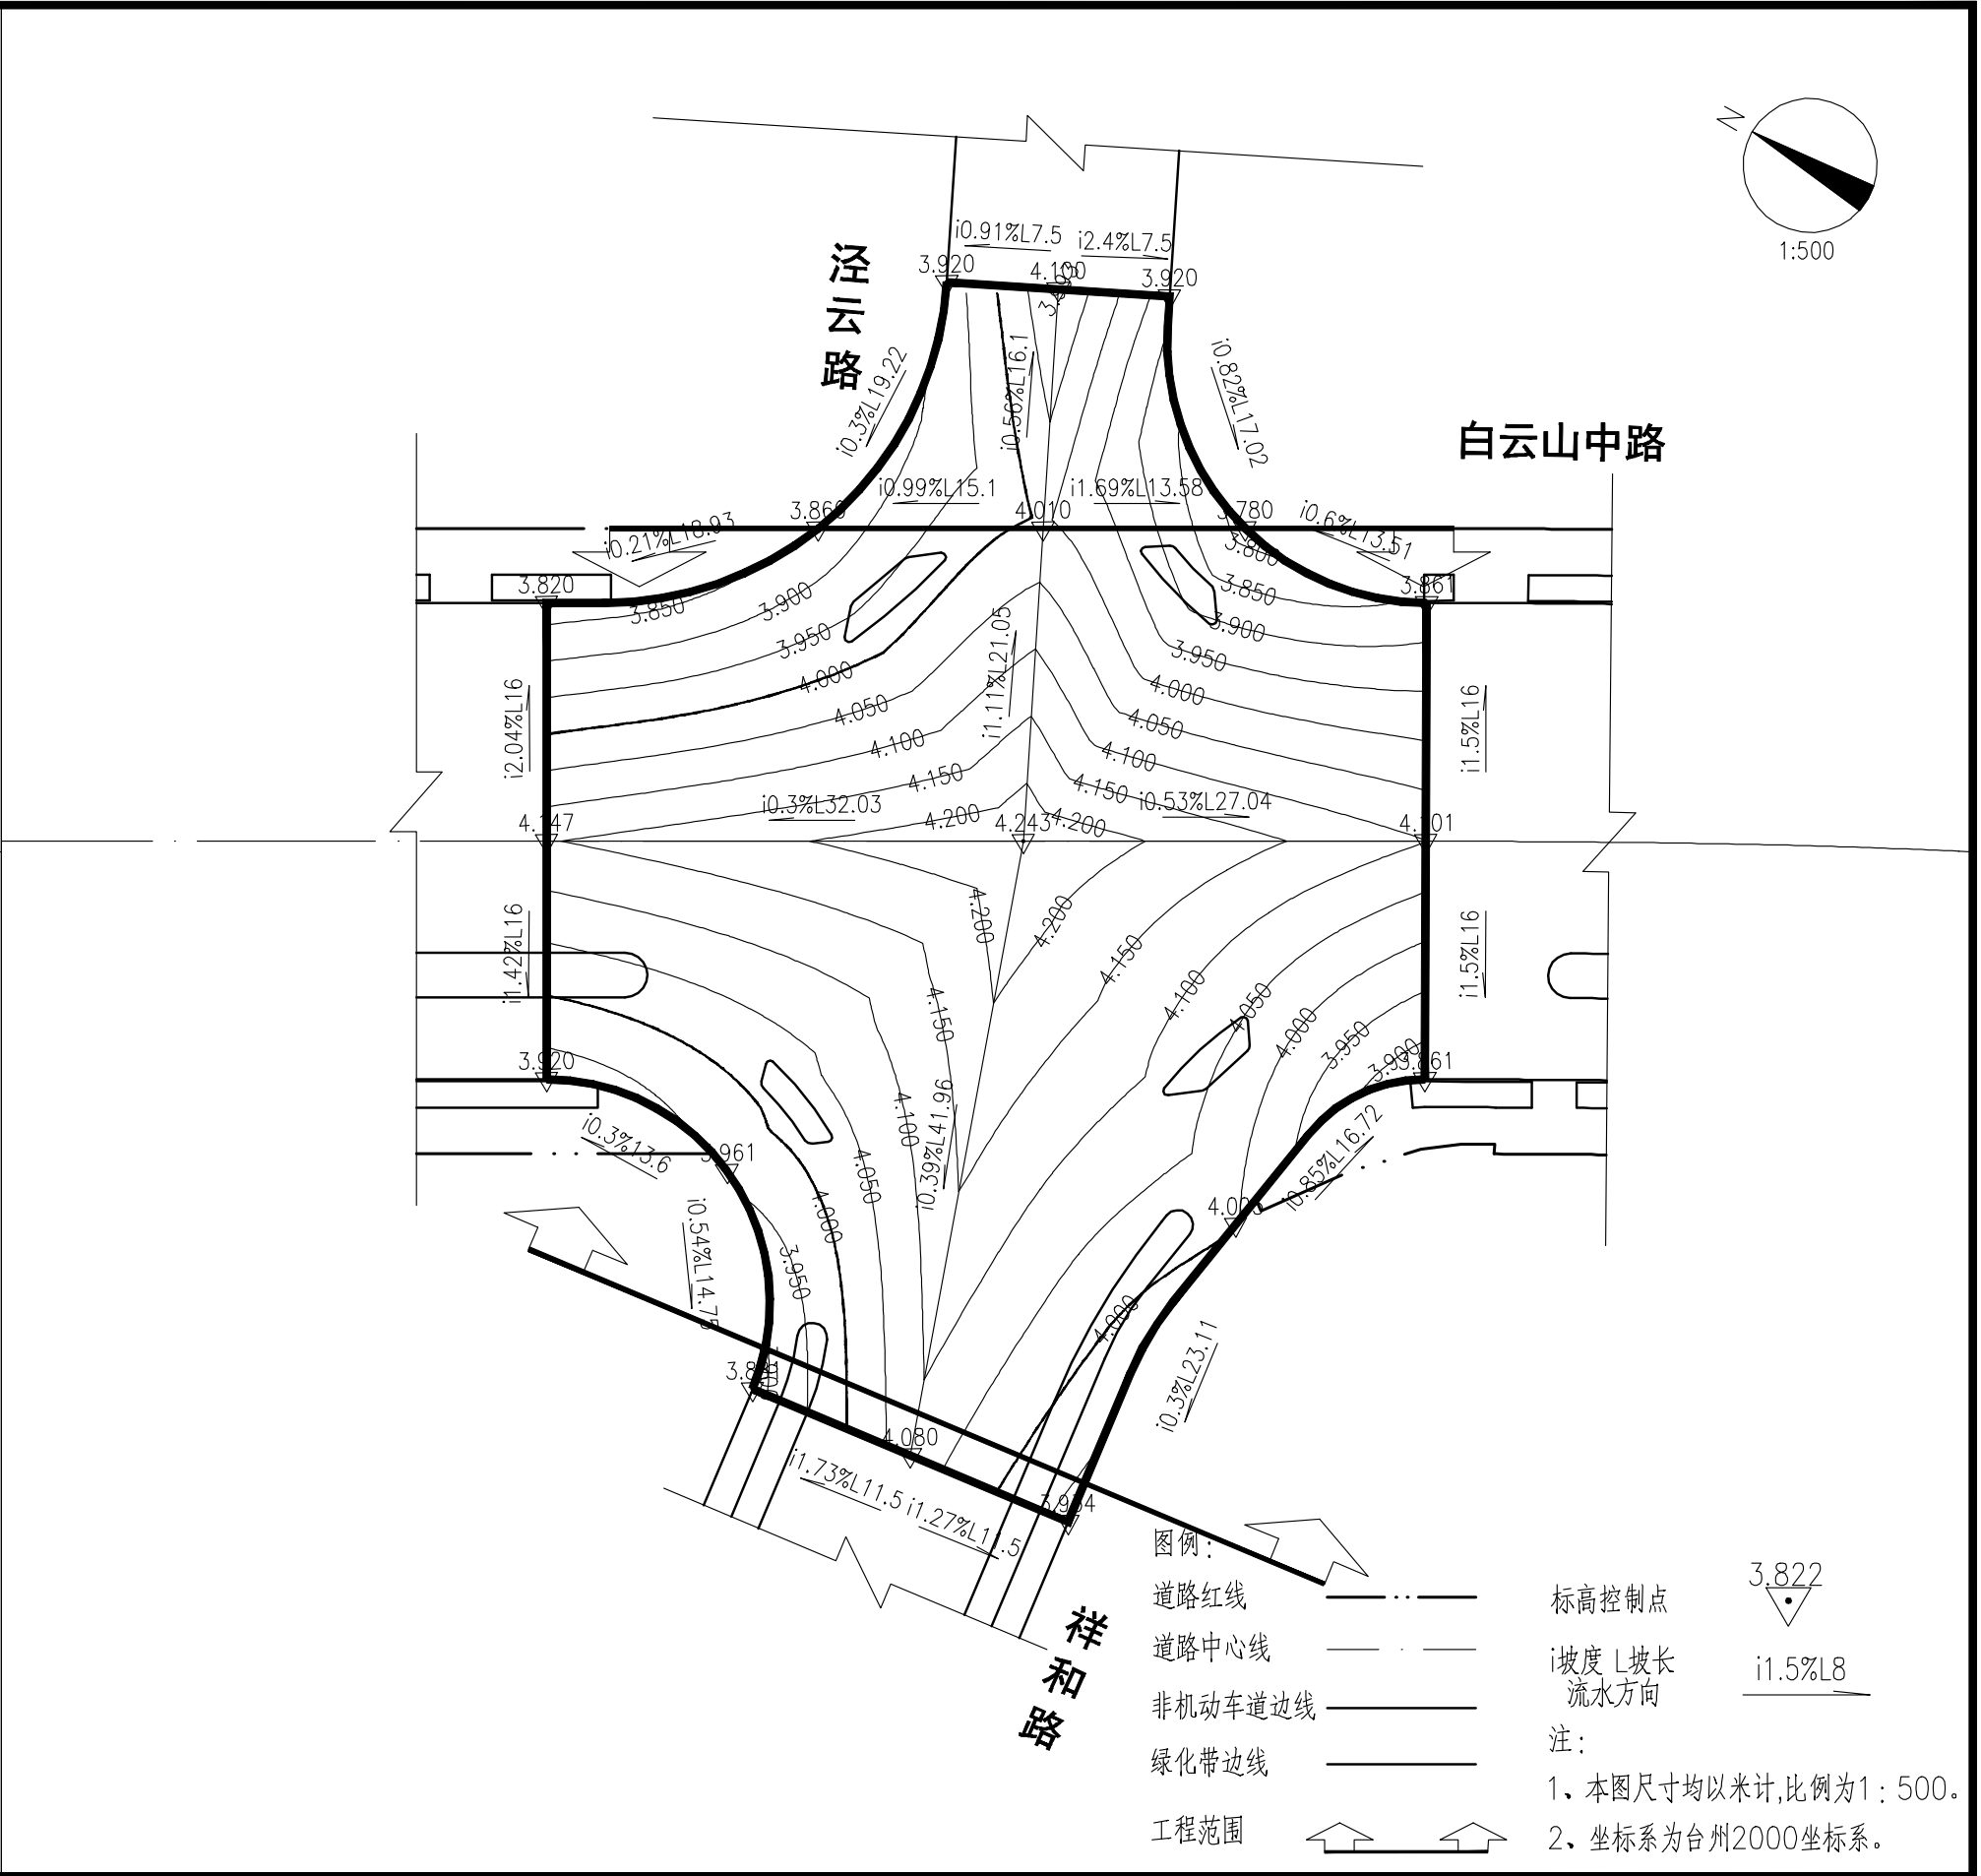 N
1:500
泾云路
白云山中路
i0.91%L7.5
i2.4%L7.5
3.920
4.100
3.920
i0.3%L19.22
i0.56%L16.1
i0.82%L17.02
i0.99%L15.1
i1.69%L13.58
3.860
4.010
3.780
i0.6%L13.51
3.820
3.850
3.900
3.950
4.000
4.050
4.100
4.150
4.200
3.800
3.850
3.861
3.900
3.950
4.000
4.050
4.100
4.150
4.200
i2.04%L16
i1.11%L21.05
i1.5%L16
i0.3%L32.03
i0.53%L27.04
4.147
4.243
4.101
i1.42%L16
i1.5%L16
4.200
4.150
4.100
4.050
4.000
3.950
4.200
4.150
4.100
4.050
4.000
3.950
3.900
3.861
3.920
i0.3%13.6
i0.54%L14.75
i0.39%L41.96
i0.85%L16.72
4.000
i0.3%L23.11
4.080
i1.73%L11.5
i1.27%L11.5
祥和路
图例:
道路红线
道路中心线
非机动车道边线
绿化带边线
工程范围
标高控制点
3.822
i坡度 L坡长
流水方向
i1.5%L8
注:
1、本图尺寸均以米计,比例为1:500。
2、坐标系为台州2000坐标系。